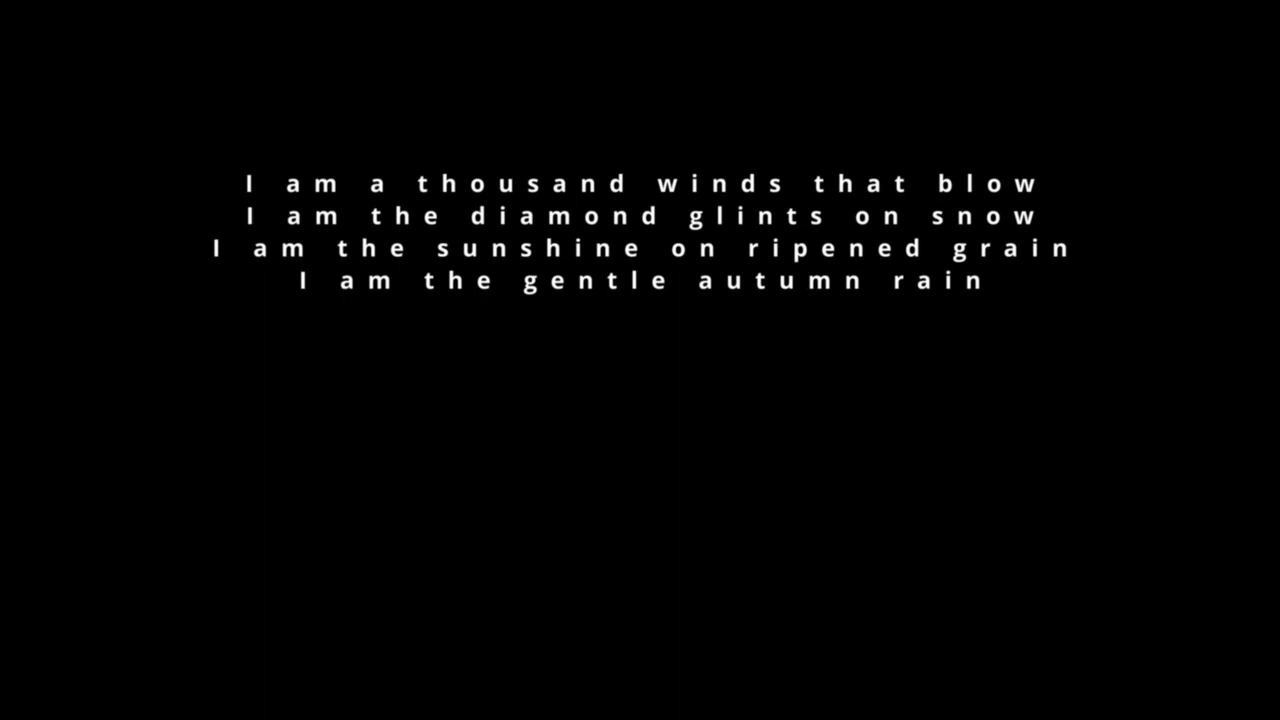 I am a thousand winds that blow
I am the diamond glints on snow
I am the sunshine on ripened grain
I am the gentle autumn rain